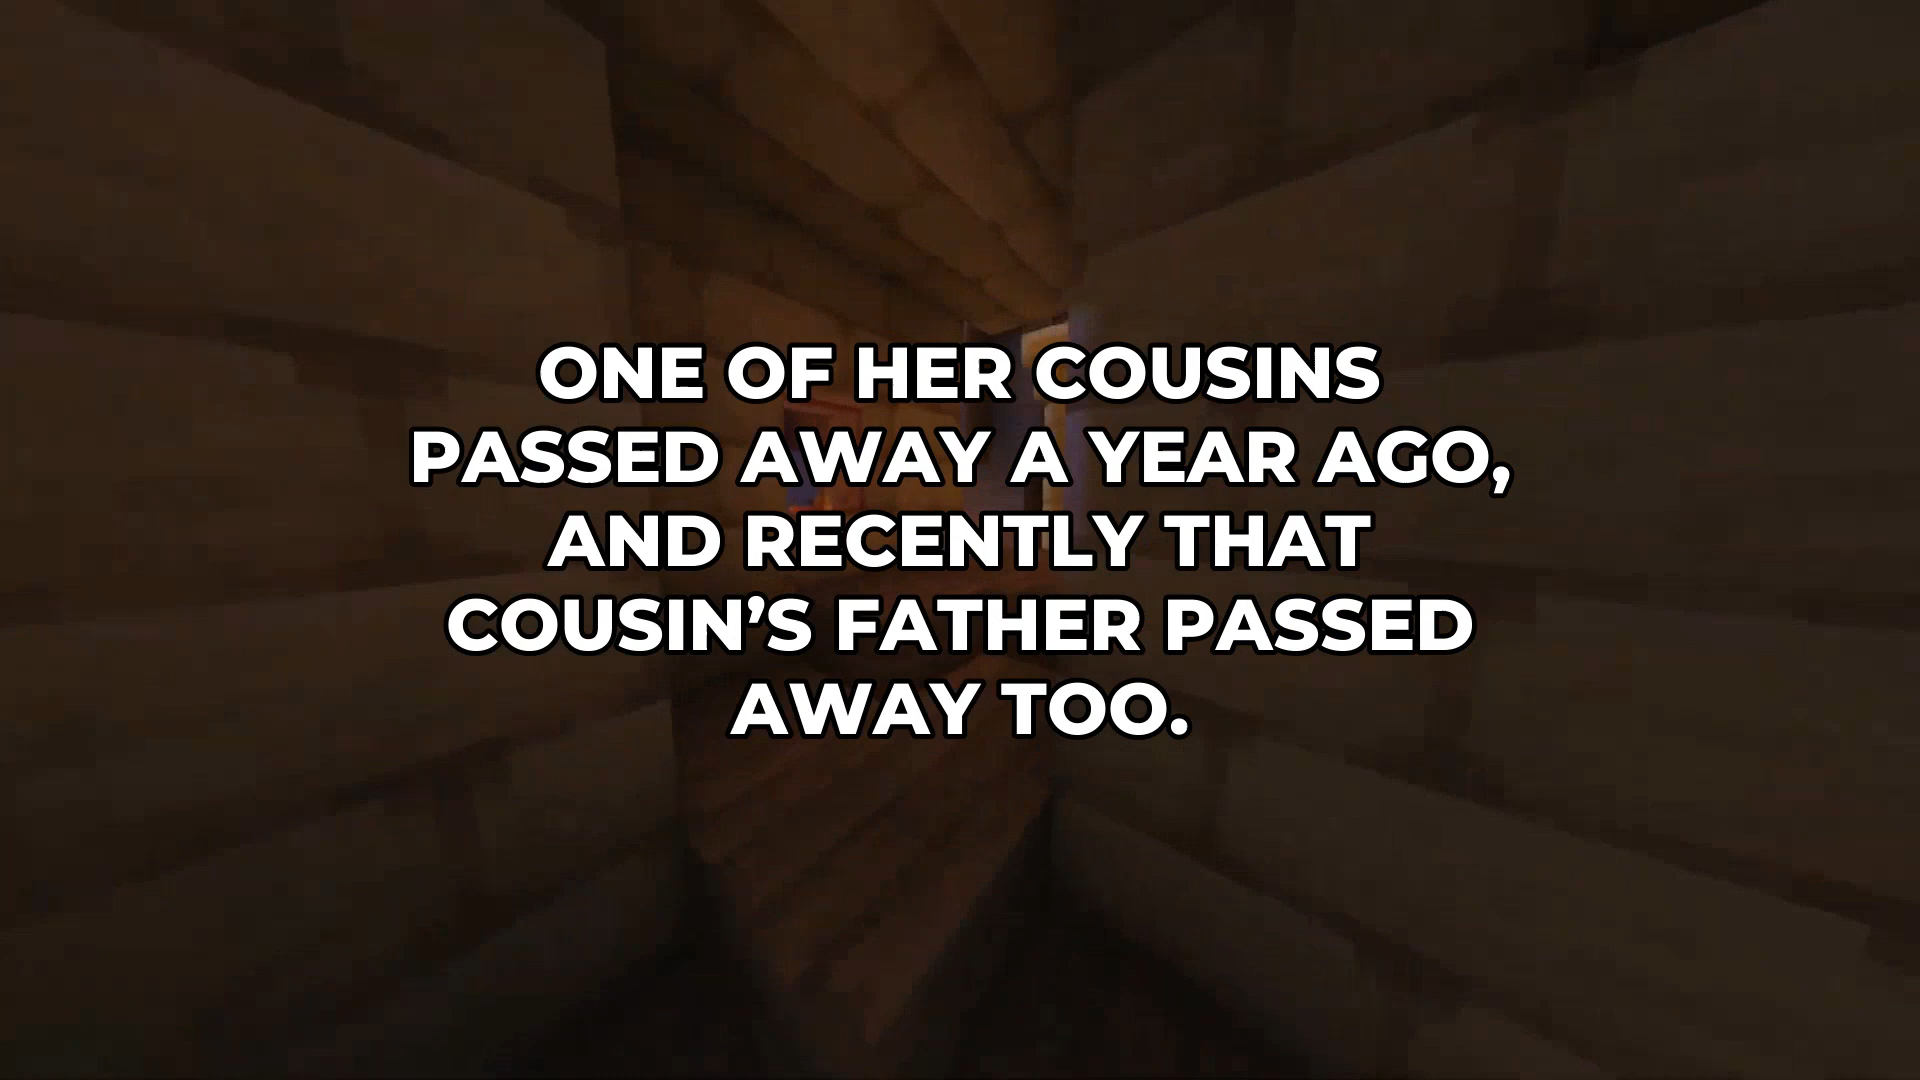 ONE OF HER COUSINS
PASSED AWAY A YEAR AGO,
AND RECENTLY THAT
COUSIN’S FATHER PASSED
AWAY TOO.